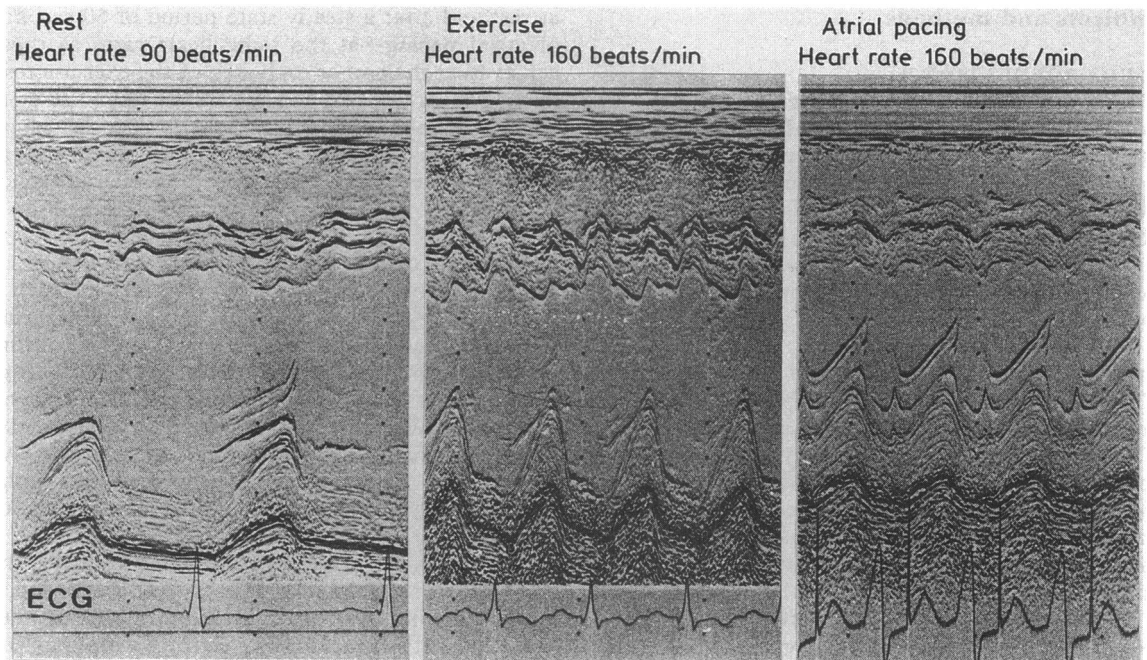 Rest
Heart rate 90 beats/min
Exercise
Heart rate 160 beats/min
Atrial pacing
Heart rate 160 beats/min
ECG